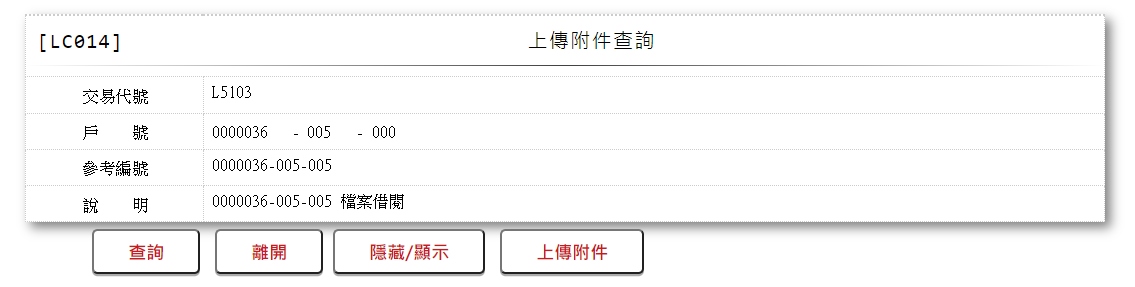 [LC014] 上傳附件查詢
交易代號 L5103
戶 號 0000036 - 005 - 000
參考編號 0000036-005-005
說 明 0000036-005-005 檔案借閱
查詢 離開 隱藏/顯示 上傳附件